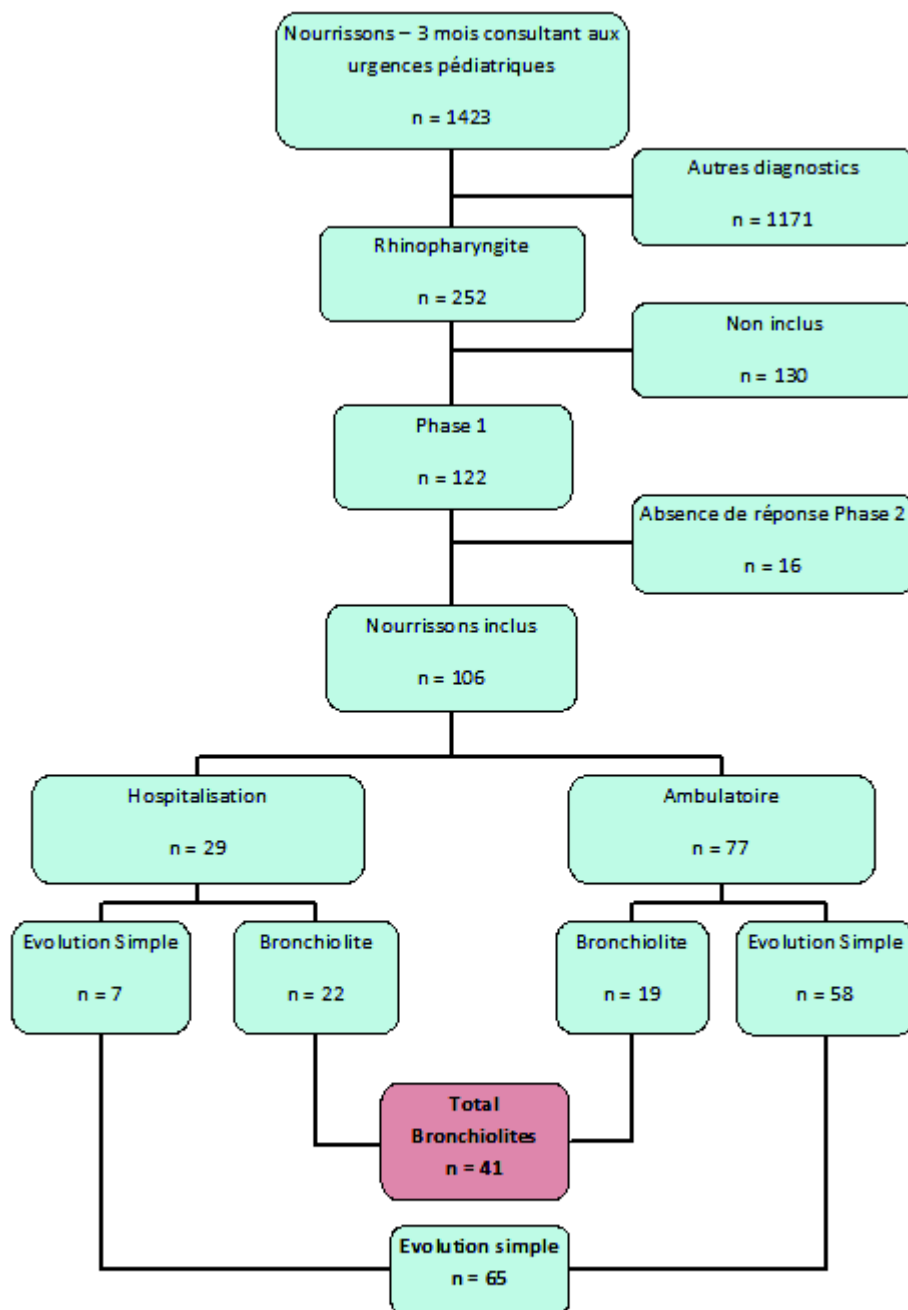 Nourrissons – 3 mois consultant aux
urgences pédiatriques
n = 1423
Autres diagnostics
n = 1171
Rhinopharyngite
n = 252
Non inclus
n = 130
Phase 1
n = 122
Absence de réponse Phase 2
n = 16
Nourrissons inclus
n = 106
Hospitalisation
n = 29
Ambulatoire
n = 77
Evolution Simple
n = 7
Bronchiolite
n = 22
Bronchiolite
n = 19
Evolution Simple
n = 58
Total
Bronchiolites
n = 41
Evolution simple
n = 65